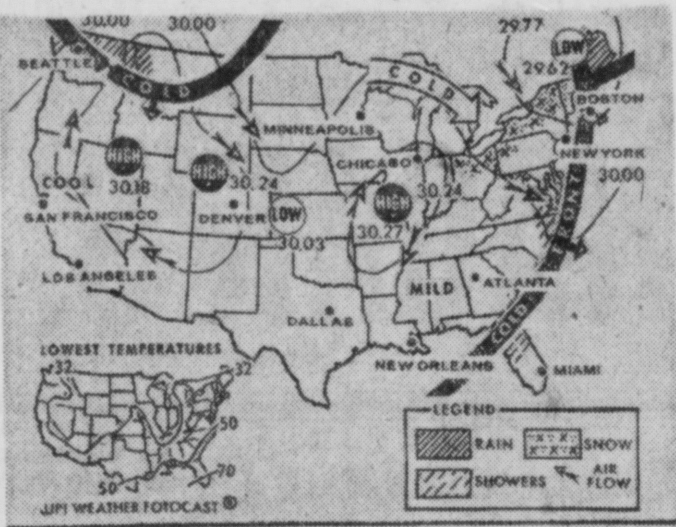 30.00 30.00 29.77
LOW
29.62
SEATTLE
COLD
COLD
BOSTON
MINNEAPOLIS
NEW YORK
CHICAGO
HIGH
HIGH
30.24
HIGH
30.24
30.00
COOL
30.18
SAN FRANCISCO
DENVER
LOW
30.03
30.27
COLD FRONT
LOS ANGELES
MILD
ATLANTA
DALLAS
NEW ORLEANS
MIAMI
LOWEST TEMPERATURES
32 32
50
70
50
UPI WEATHER FOTOCAST ®
LEGEND
RAIN SNOW
SHOWERS AIR FLOW